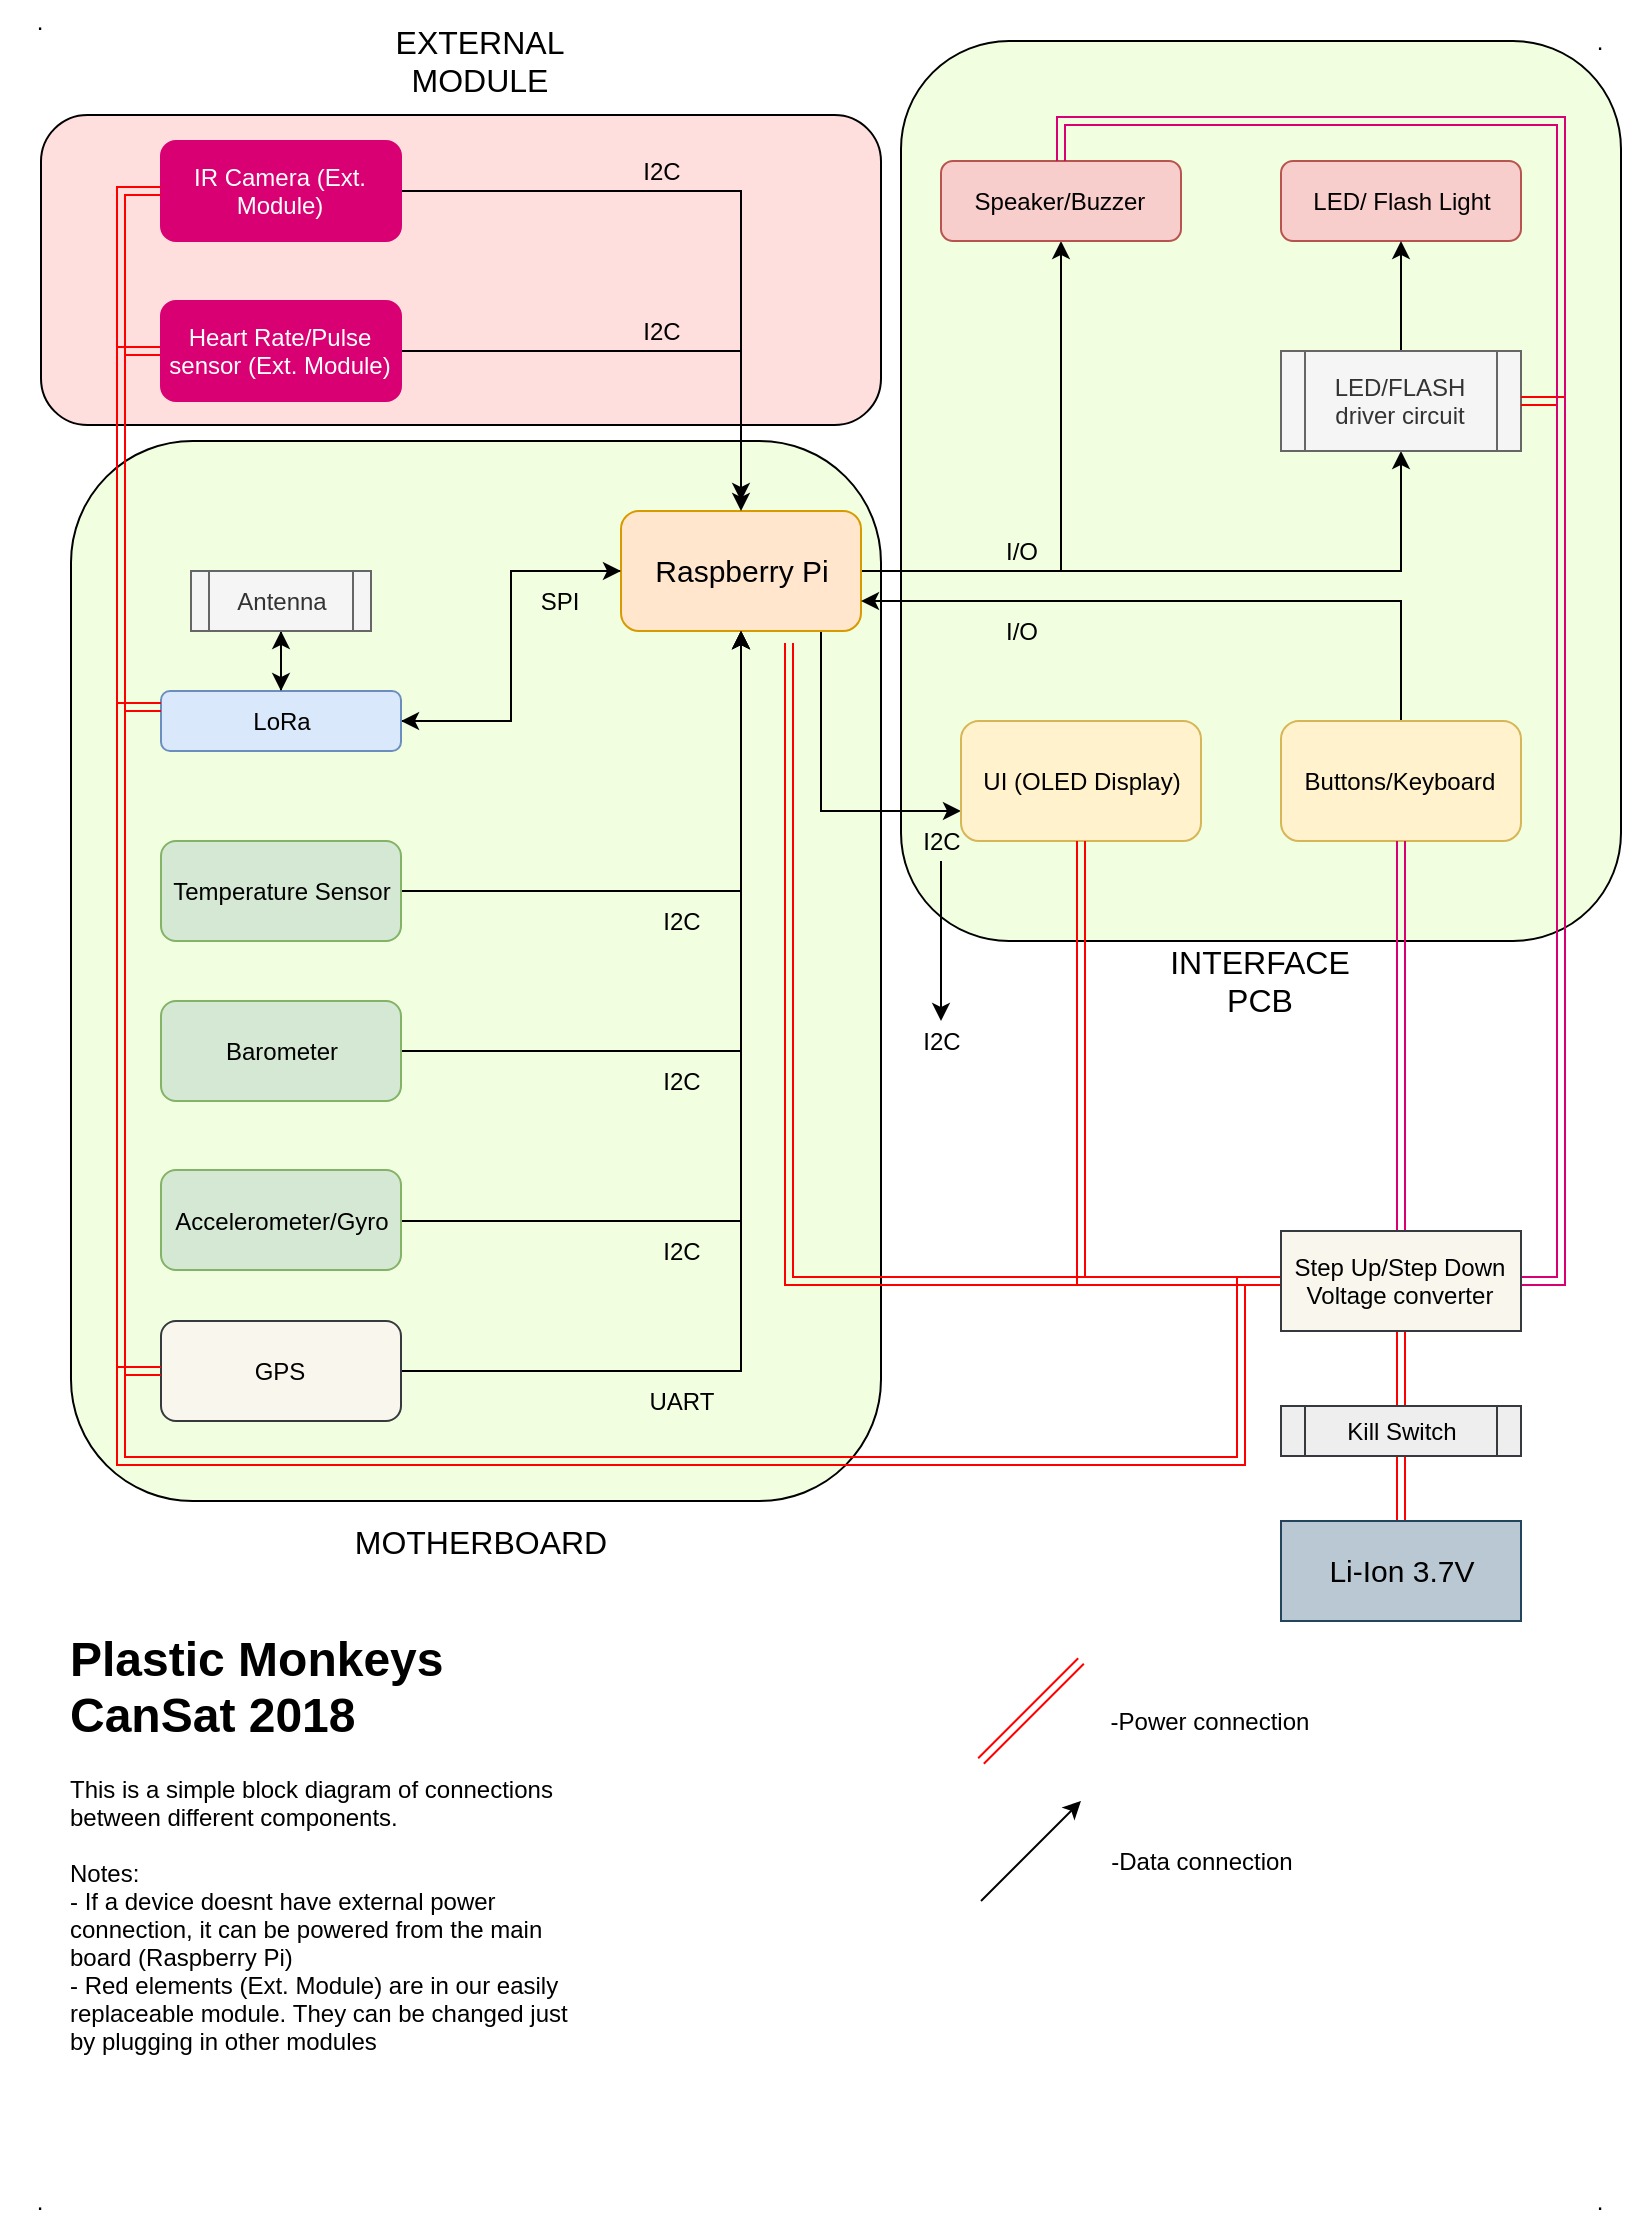 EXTERNAL
MODULE
IR Camera (Ext.
Module)
I2C
Heart Rate/Pulse
sensor (Ext. Module)
I2C
Speaker/Buzzer
LED/ Flash Light
LED/FLASH
driver circuit
Raspberry Pi
I/O
I/O
Antenna
SPI
LoRa
UI (OLED Display)
Buttons/Keyboard
I2C
Temperature Sensor
I2C
INTERFACE
PCB
I2C
Barometer
I2C
Accelerometer/Gyro
I2C
Step Up/Step Down
Voltage converter
GPS
UART
Kill Switch
MOTHERBOARD
Li-Ion 3.7V
Plastic Monkeys
CanSat 2018
This is a simple block diagram of connections
between different components.
Notes:
- If a device doesnt have external power
connection, it can be powered from the main
board (Raspberry Pi)
- Red elements (Ext. Module) are in our easily
replaceable module. They can be changed just
by plugging in other modules
-Power connection
-Data connection